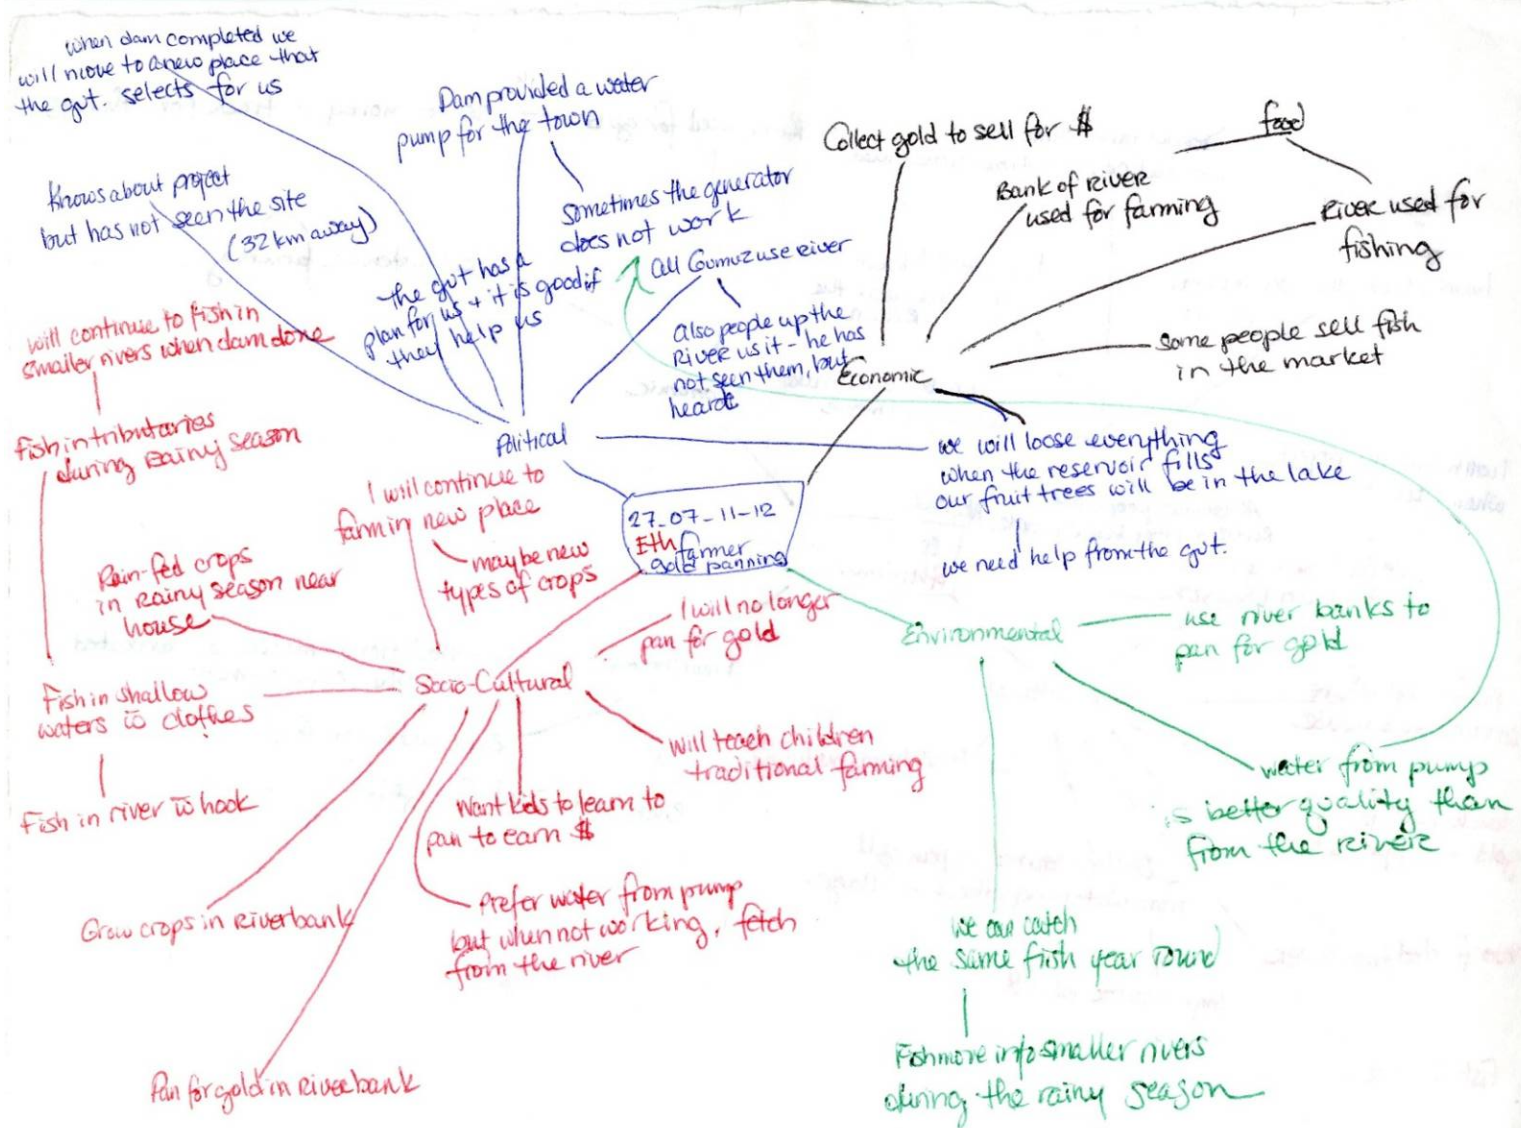 when dam completed we
will move to a new place that
the gvt. selects for us
Knows about project
but has not seen the site
(32 km away)
Dam provided a water
pump for the town
sometimes the generator
does not work
the gvt has a
plan for us + it is good if
they help us
all Gumuz use river
Also people up the
River us it - he has
not seen them, but
heard
Political
Collect gold to sell for $
food
Bank of River
used for farming
River used for
fishing
Some people sell fish
in the market
Economic
we will loose everything
when the reservoir fills
our fruit trees will be in the lake
we need help from the gvt.
27-07-11-12
Eth farmer
gold panning
will continue to fish in
smaller rivers when dam done
fish in tributaries
during Rainy season
I will continue to
farm in new place
maybe new
types of crops
Rain-fed crops
in Rainy season near
house
I will no longer
pan for gold
Socio-Cultural
Fish in shallow
waters w̄ clothes
Fish in river w̄ hook
will teach children
traditional farming
Want kids to learn to
pan to earn $
Prefer water from pump
but when not working, fetch
from the river
Grow crops in Riverbank
Pan for gold in Riverbank
Environmental
use river banks to
pan for gold
water from pump
is better quality than
from the river
we can catch
the same fish year round
Fish move into smaller rivers
during the rainy season